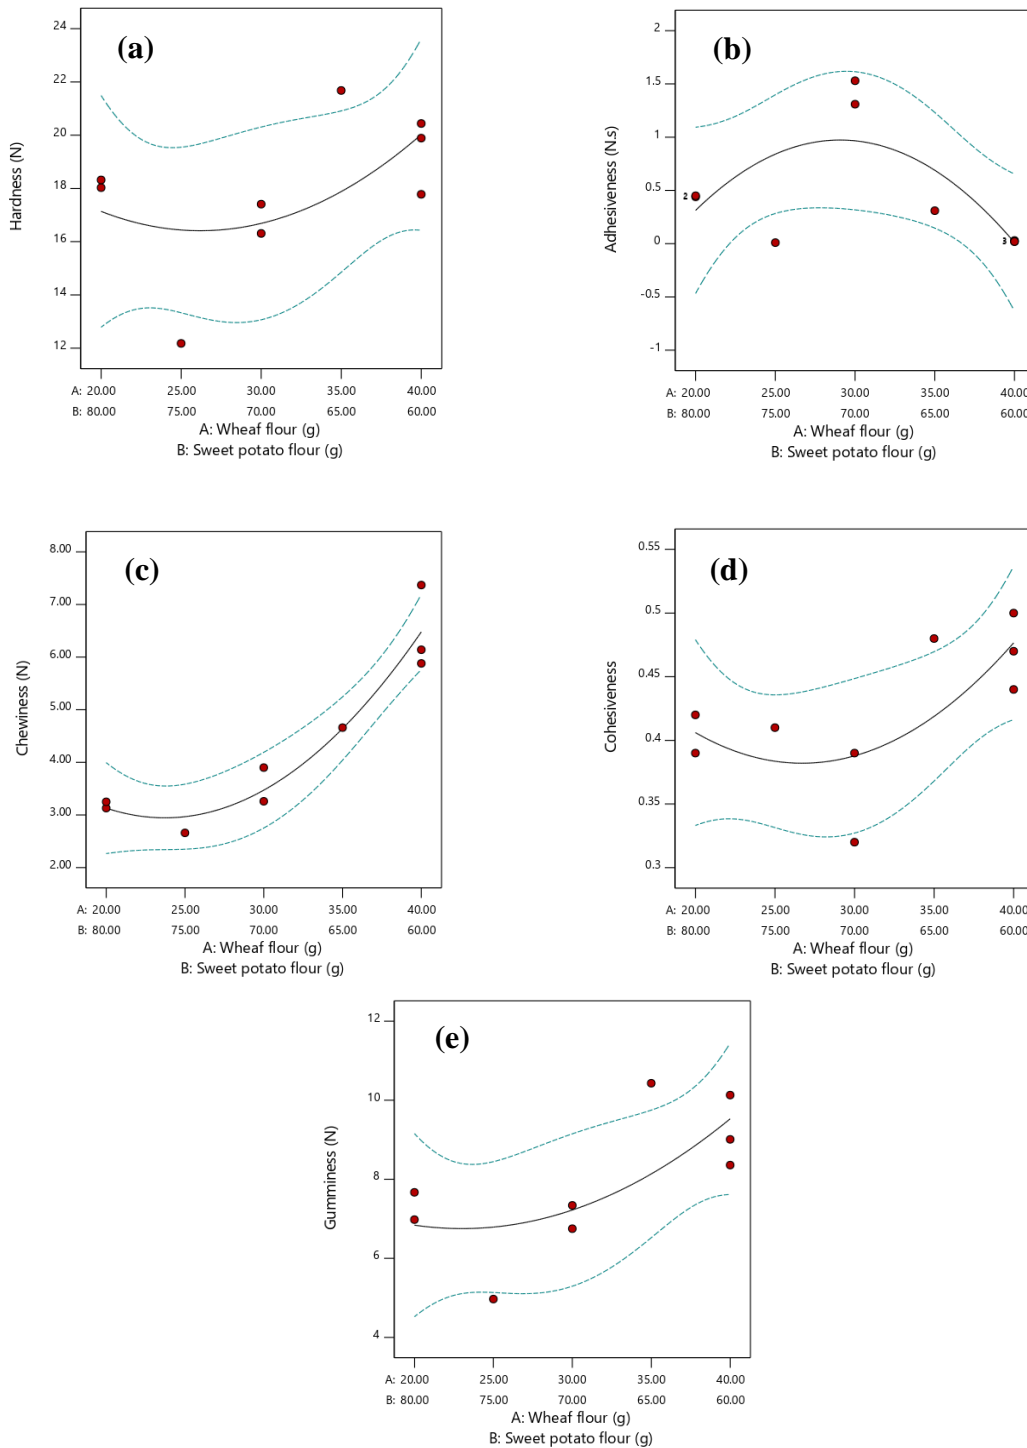 (a)
24
22
20
18
16
14
12
Hardness (N)
A: 20.00 25.00 30.00 35.00 40.00
B: 80.00 75.00 70.00 65.00 60.00
A: Wheaf flour (g)
B: Sweet potato flour (g)
(b)
2
1.5
1
0.5
0
-0.5
-1
Adhesiveness (N.s)
2
3
A: 20.00 25.00 30.00 35.00 40.00
B: 80.00 75.00 70.00 65.00 60.00
A: Wheaf flour (g)
B: Sweet potato flour (g)
(c)
8.00
7.00
6.00
5.00
4.00
3.00
2.00
Chewiness (N)
A: 20.00 25.00 30.00 35.00 40.00
B: 80.00 75.00 70.00 65.00 60.00
A: Wheaf flour (g)
B: Sweet potato flour (g)
(d)
0.55
0.5
0.45
0.4
0.35
0.3
Cohesiveness
A: 20.00 25.00 30.00 35.00 40.00
B: 80.00 75.00 70.00 65.00 60.00
A: Wheaf flour (g)
B: Sweet potato flour (g)
(e)
12
10
8
6
4
Gumminess (N)
A: 20.00 25.00 30.00 35.00 40.00
B: 80.00 75.00 70.00 65.00 60.00
A: Wheaf flour (g)
B: Sweet potato flour (g)